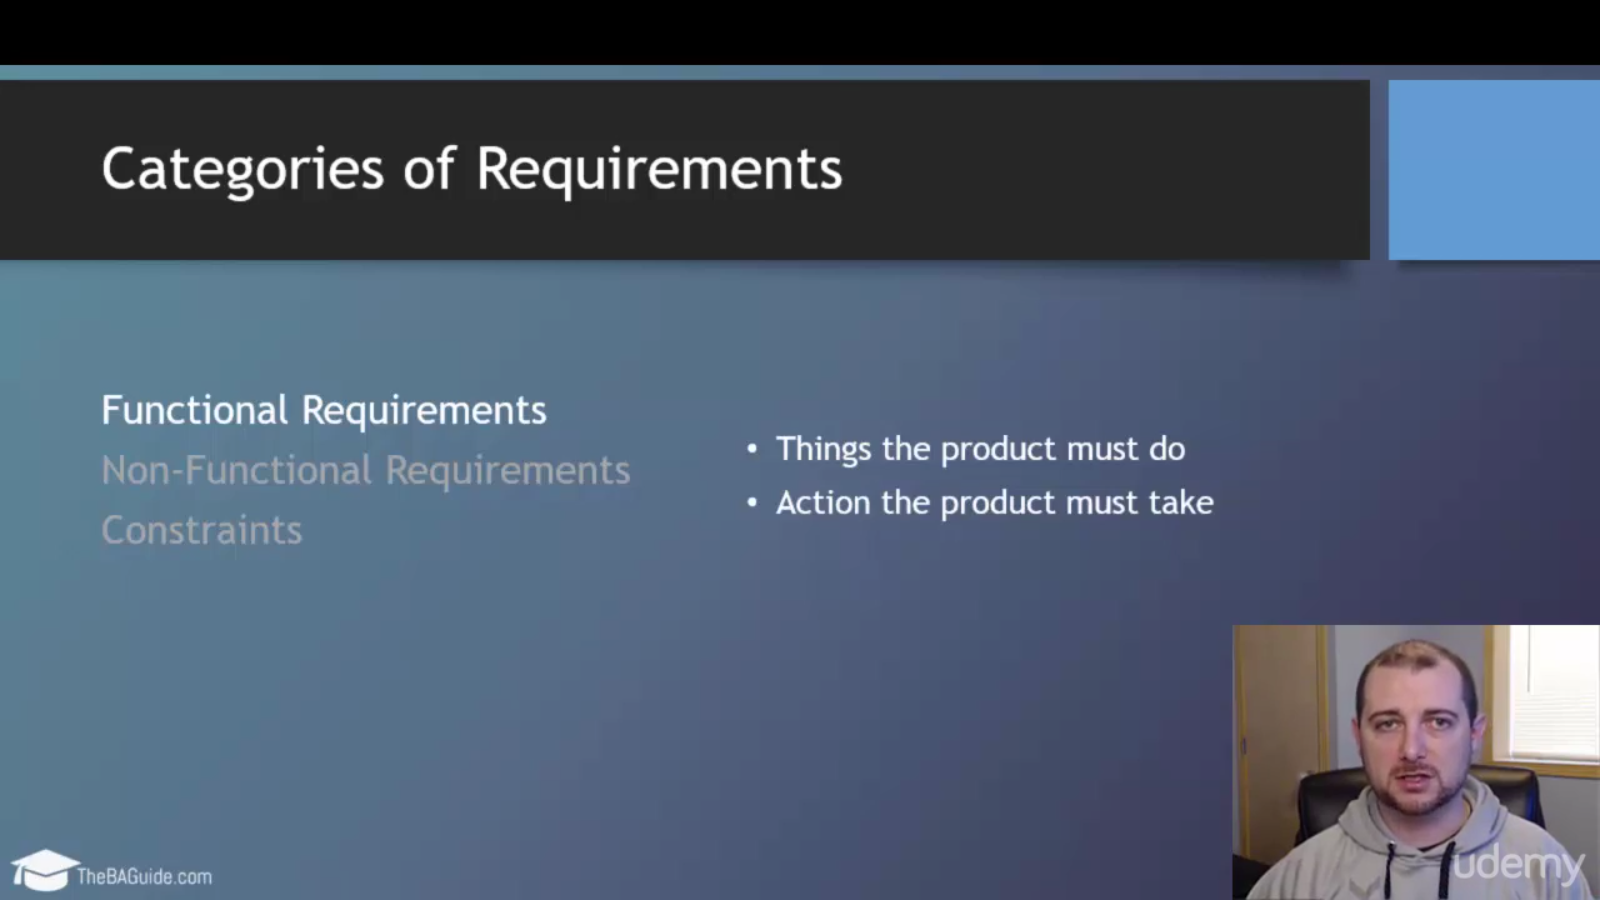 Categories of Requirements
Functional Requirements
Non-Functional Requirements
Constraints
• Things the product must do
• Action the product must take
TheBAGuide.com
udemy